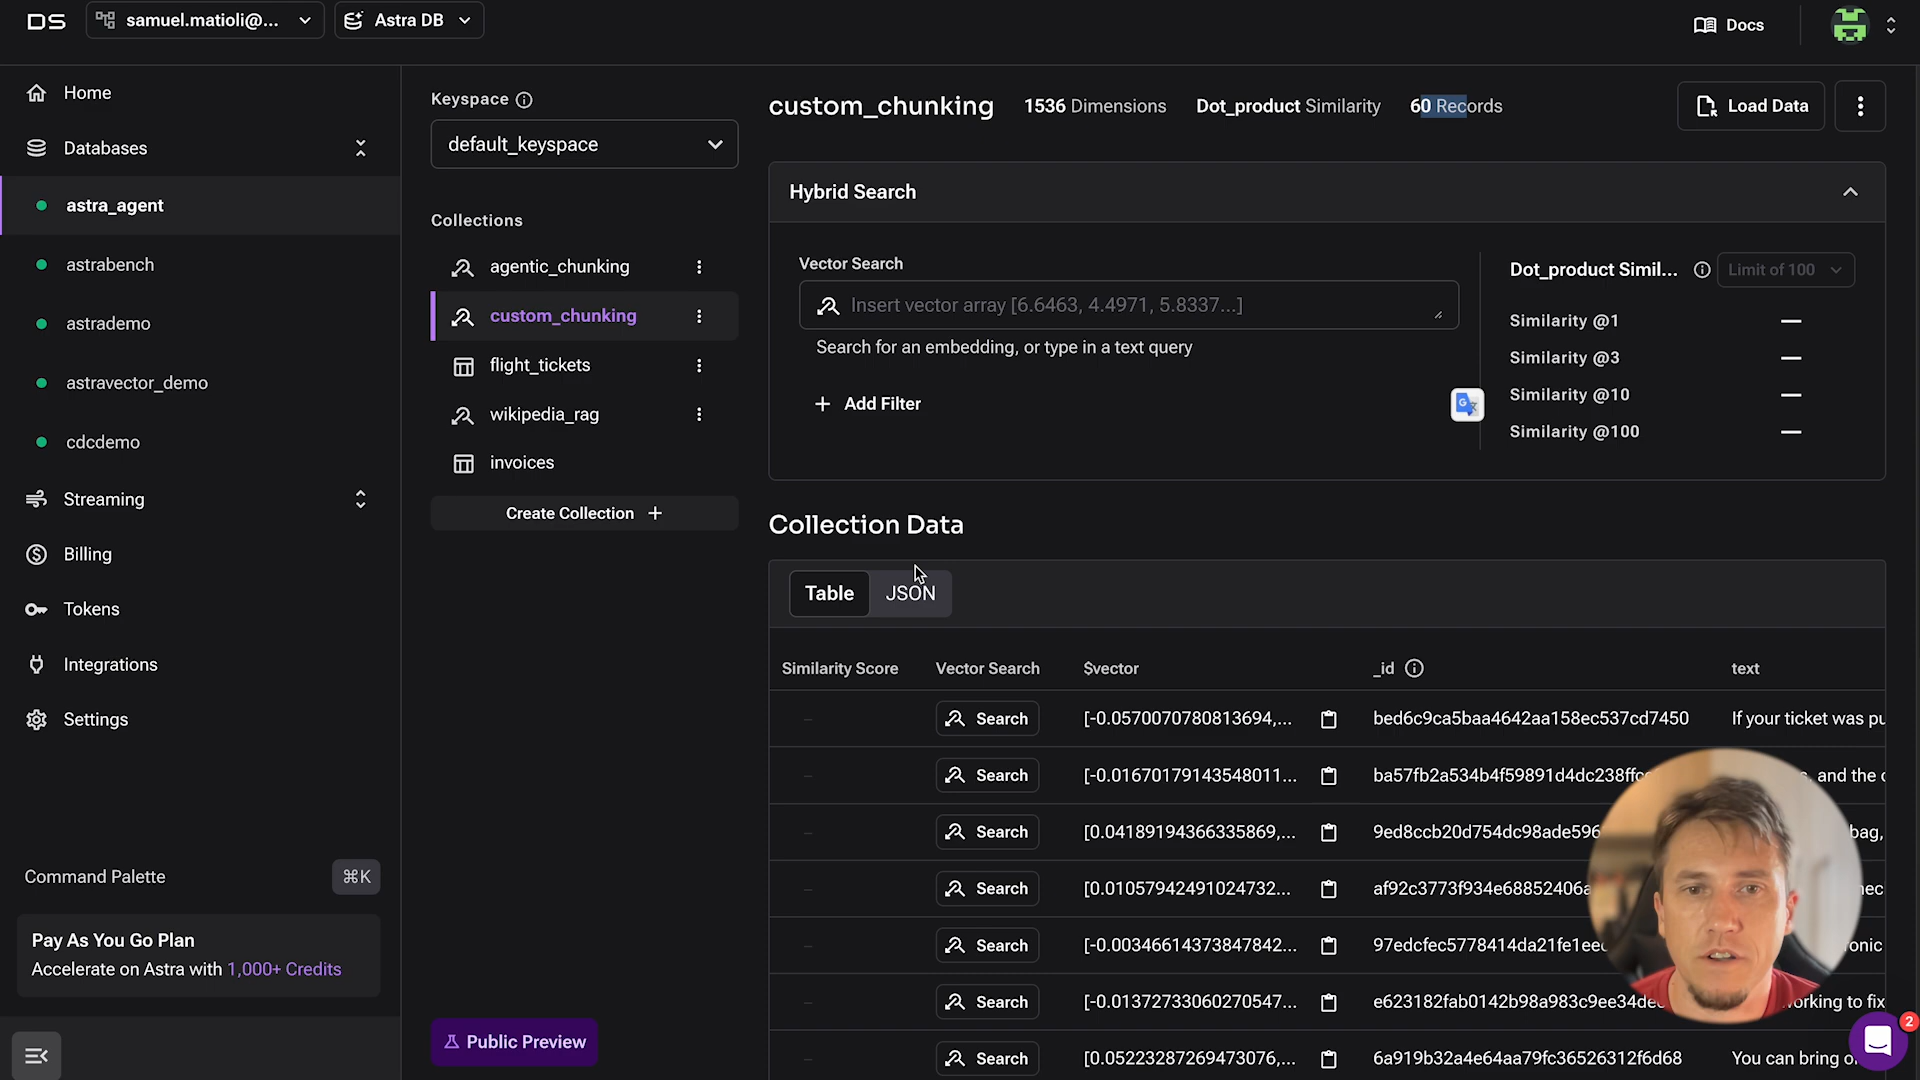 DS
samuel.matioli@...
Astra DB
Docs
Home
Databases
astra_agent
astrabench
astrademo
astravector_demo
cdcdemo
Streaming
Billing
Tokens
Integrations
Settings
Command Palette
⌘K
Pay As You Go Plan
Accelerate on Astra with 1,000+ Credits
Keyspace
default_keyspace
Collections
agentic_chunking
custom_chunking
flight_tickets
wikipedia_rag
invoices
Create Collection +
Public Preview
custom_chunking 1536 Dimensions Dot_product Similarity 60 Records
Load Data
Hybrid Search
Vector Search
Insert vector array [6.6463, 4.4971, 5.8337...]
Search for an embedding, or type in a text query
+ Add Filter
Dot_product Simil...
Limit of 100
Similarity @1 —
Similarity @3 —
Similarity @10 —
Similarity @100 —
Collection Data
Table JSON
Similarity Score Vector Search $vector _id text
– Search [-0.0570070780813694,... bed6c9ca5baa4642aa158ec537cd7450 If your ticket was pu
– Search [-0.01670179143548011... ba57fb2a534b4f59891d4dc238ffc , and the c
– Search [0.04189194366335869,... 9ed8ccb20d754dc98ade596 bag,
– Search [0.01057942491024732... af92c3773f934e68852406a nec
– Search [-0.00346614373847842... 97edcfec5778414da21fe1eec onic
– Search [-0.01372733060270547... e623182fab0142b98a983c9ee34de orking to fix
– Search [0.05223287269473076,... 6a919b32a4e64aa79fc36526312f6d68 You can bring o
2